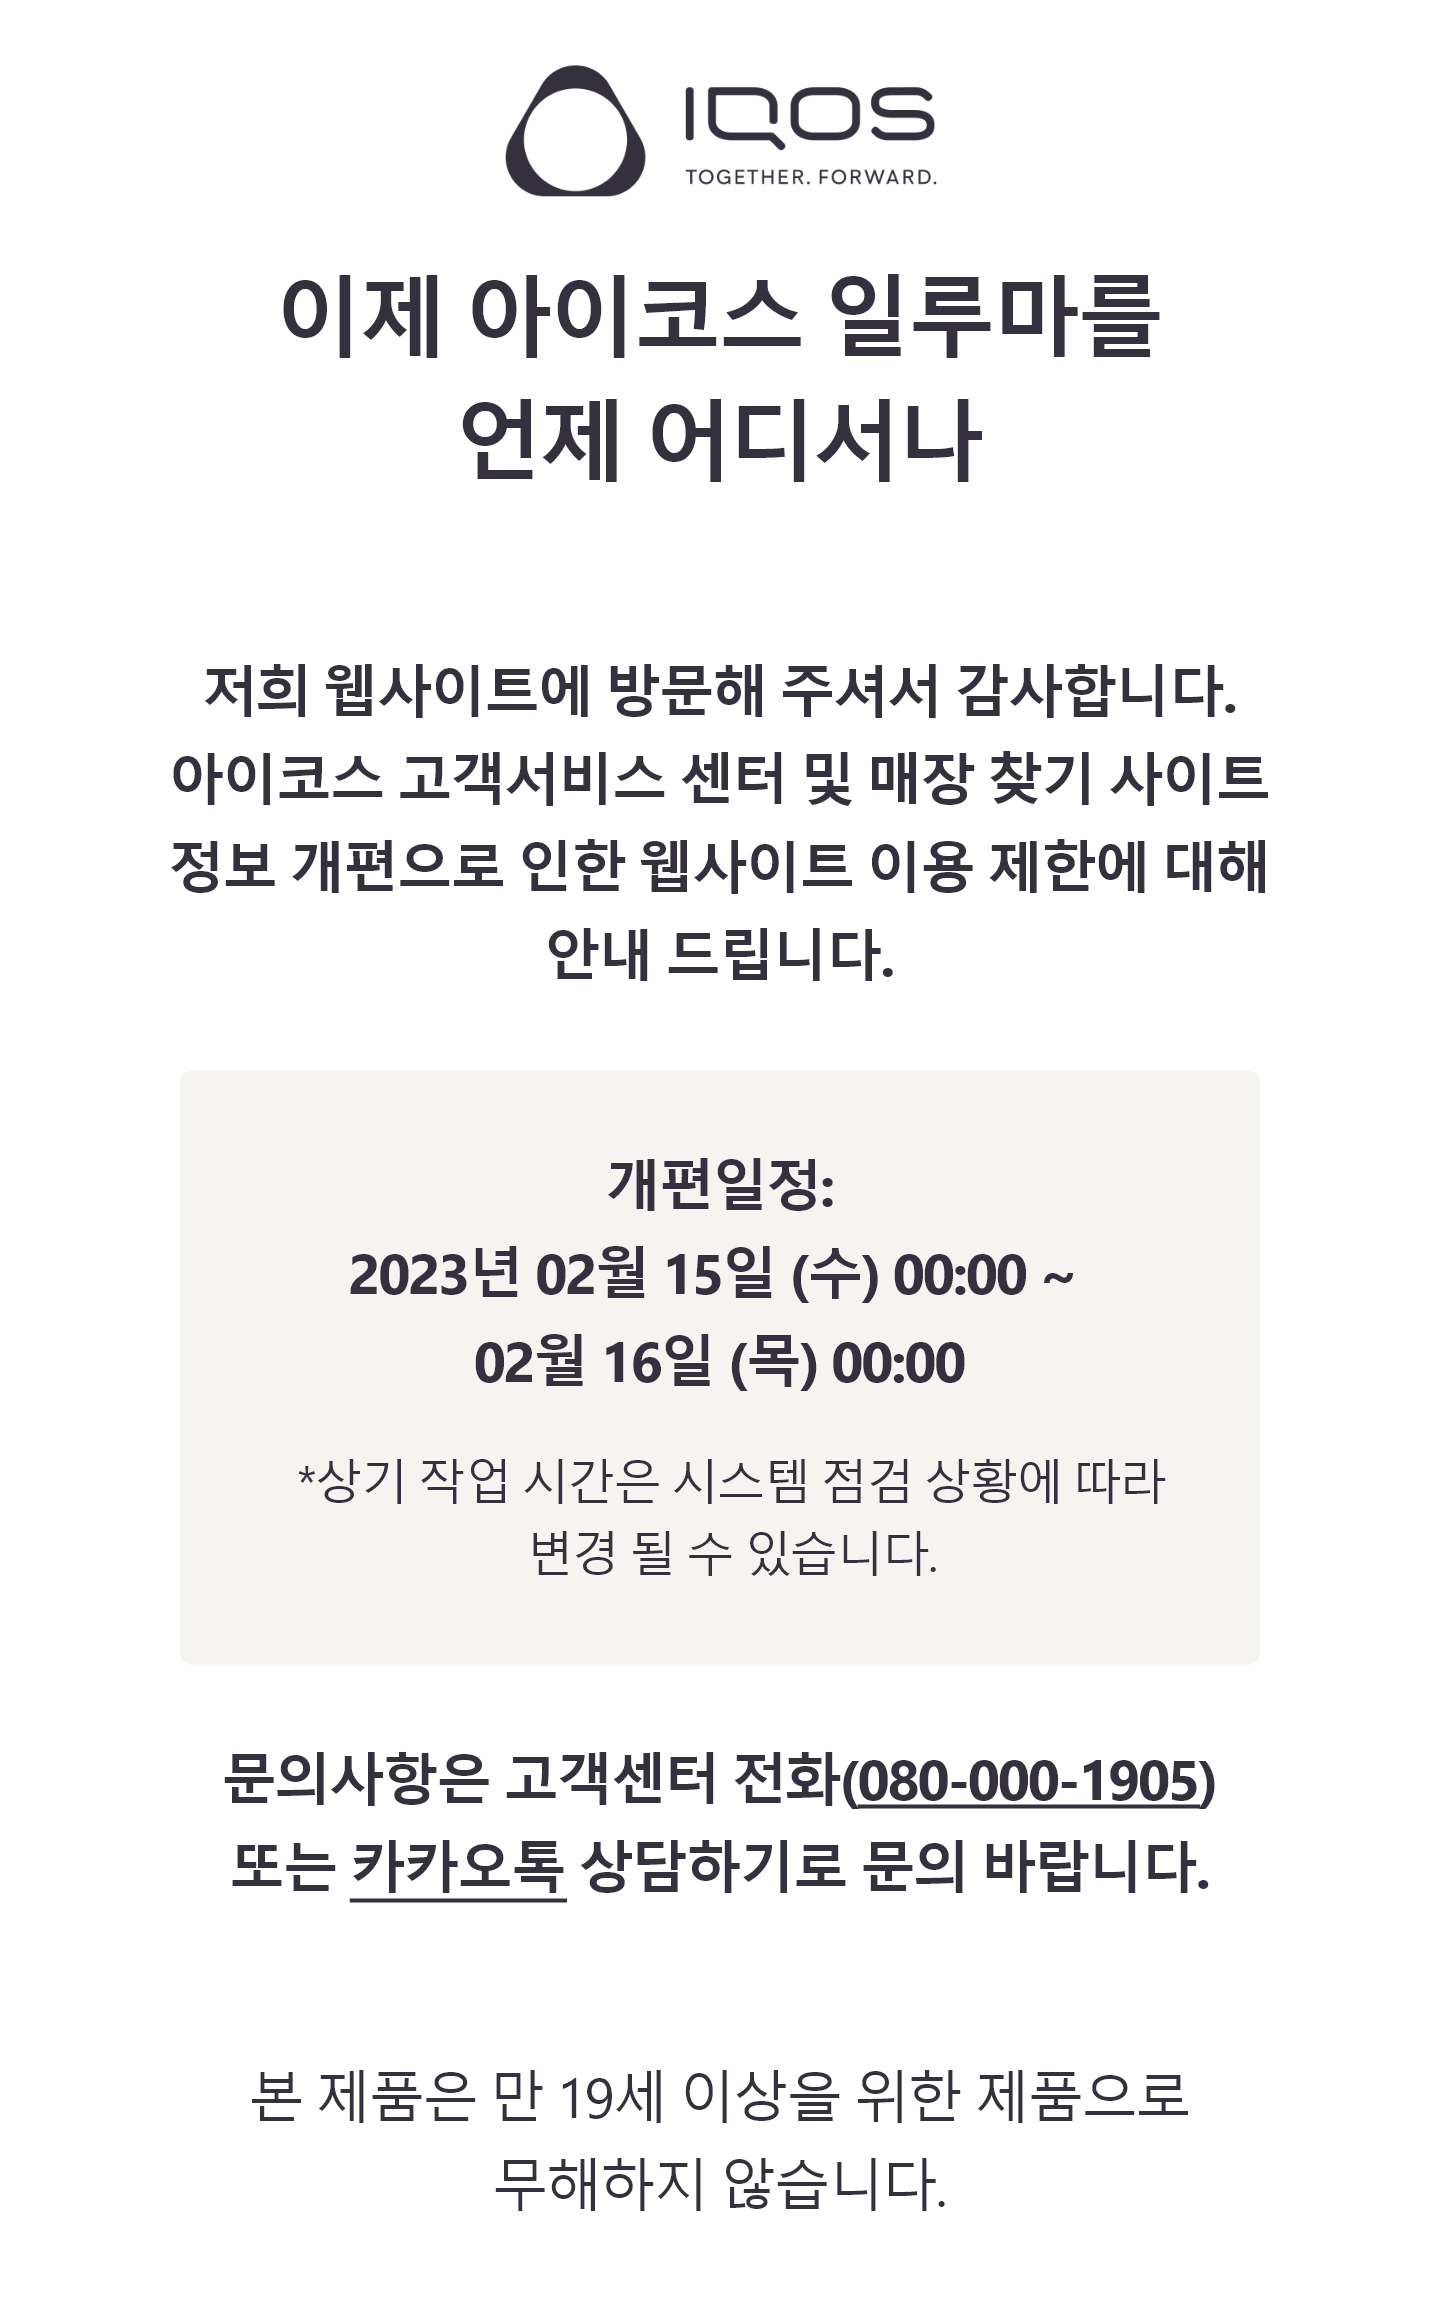 IQOS
TOGETHER. FORWARD.
이제 아이코스 일루마를
언제 어디서나
저희 웹사이트에 방문해 주셔서 감사합니다.
아이코스 고객서비스 센터 및 매장 찾기 사이트
정보 개편으로 인한 웹사이트 이용 제한에 대해
안내 드립니다.
개편일정:
2023년 02월 15일 (수) 00:00 ~
02월 16일 (목) 00:00
*상기 작업 시간은 시스템 점검 상황에 따라
변경 될 수 있습니다.
문의사항은 고객센터 전화(080-000-1905)
또는 카카오톡 상담하기로 문의 바랍니다.
본 제품은 만 19세 이상을 위한 제품으로
무해하지 않습니다.